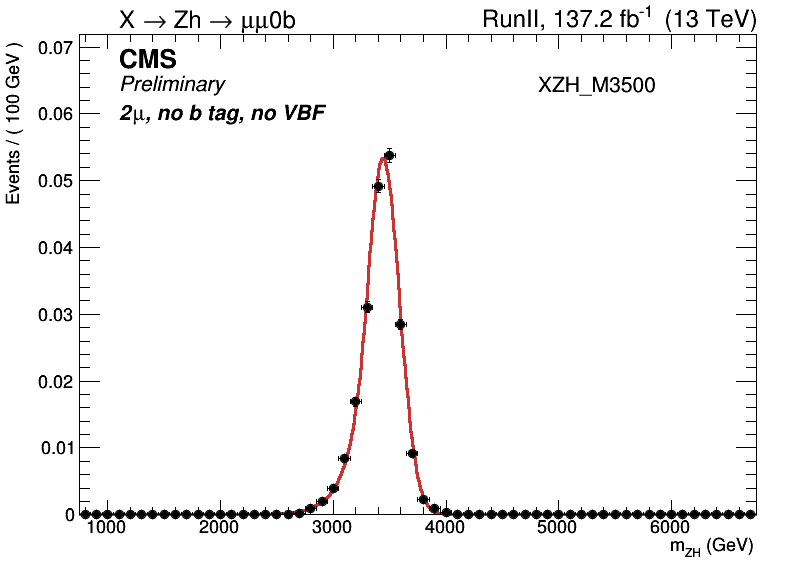 X → Zh → μμ0b
RunII, 137.2 fb⁻¹ (13 TeV)
CMS
Preliminary
XZH_M3500
2μ, no b tag, no VBF
Events / ( 100 GeV )
0.07
0.06
0.05
0.04
0.03
0.02
0.01
0
1000 2000 3000 4000 5000 6000
m_ZH (GeV)